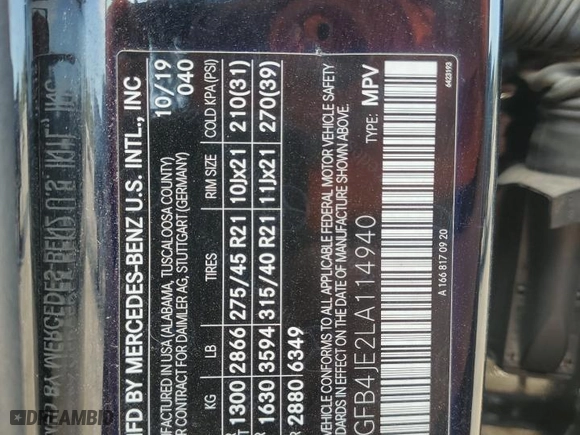 MFD BY MERCEDES-BENZ U.S. INTL., INC
MANUFACTURED IN USA (ALABAMA, TUSCALOOSA COUNTY) 10/19
UNDER CONTRACT FOR DAIMLER AG, STUTTGART (GERMANY) 040
KG LB TIRES RIM SIZE COLD KPA (PSI)
1300 2866 275/45 R21 10Jx21 210(31)
1630 3594 315/40 R21 11Jx21 270(39)
2880 6349
VEHICLE CONFORMS TO ALL APPLICABLE FEDERAL MOTOR VEHICLE SAFETY
STANDARDS IN EFFECT ON THE DATE OF MANUFACTURE SHOWN ABOVE.
GFB4JE2LA114940 TYPE: MPV
A 166 817 09 20 6423193
AUTOBIDMASTER